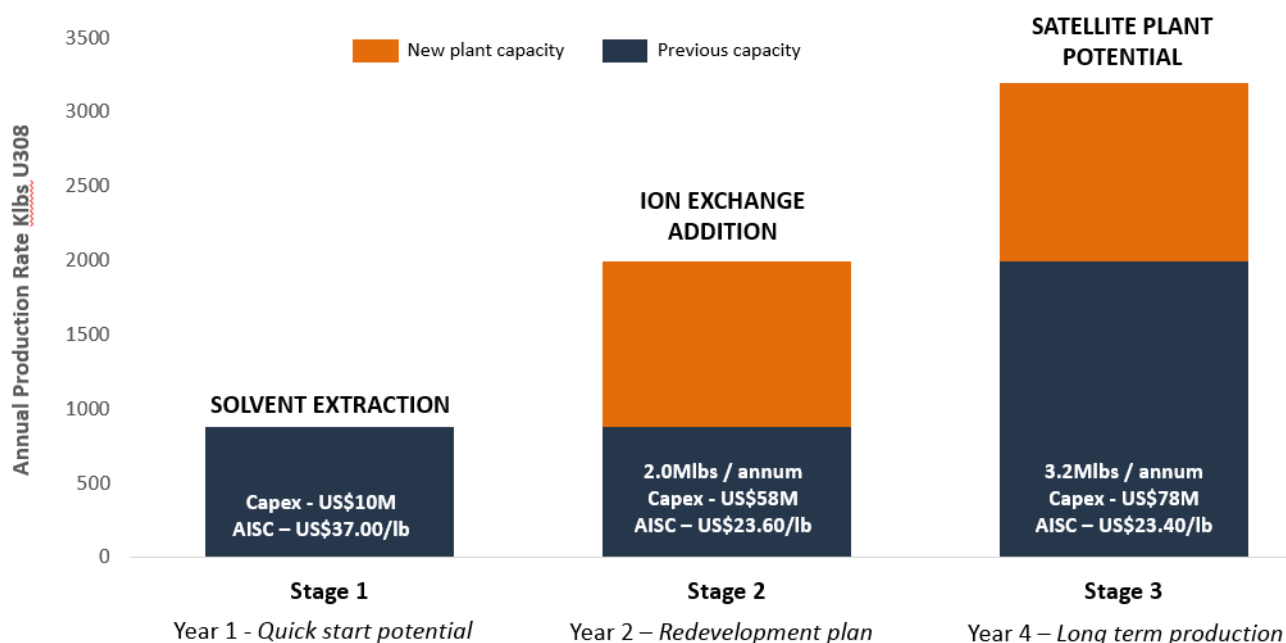 SATELLITE PLANT
POTENTIAL
New plant capacity
Previous capacity
Annual Production Rate Klbs U308
3500
3000
2500
2000
1500
1000
500
0
ION EXCHANGE
ADDITION
SOLVENT EXTRACTION
Capex - US$10M
AISC – US$37.00/lb
2.0Mlbs / annum
Capex - US$58M
AISC – US$23.60/lb
3.2Mlbs / annum
Capex - US$78M
AISC – US$23.40/lb
Stage 1
Year 1 - Quick start potential
Stage 2
Year 2 – Redevelopment plan
Stage 3
Year 4 – Long term production